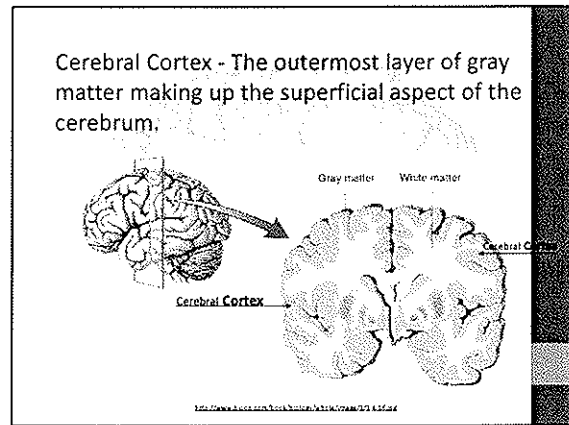 Cerebral Cortex - The outermost layer of gray
matter making up the superficial aspect of the
cerebrum.
Gray matter White matter
Cerebral Cortex
Cerebral Cortex